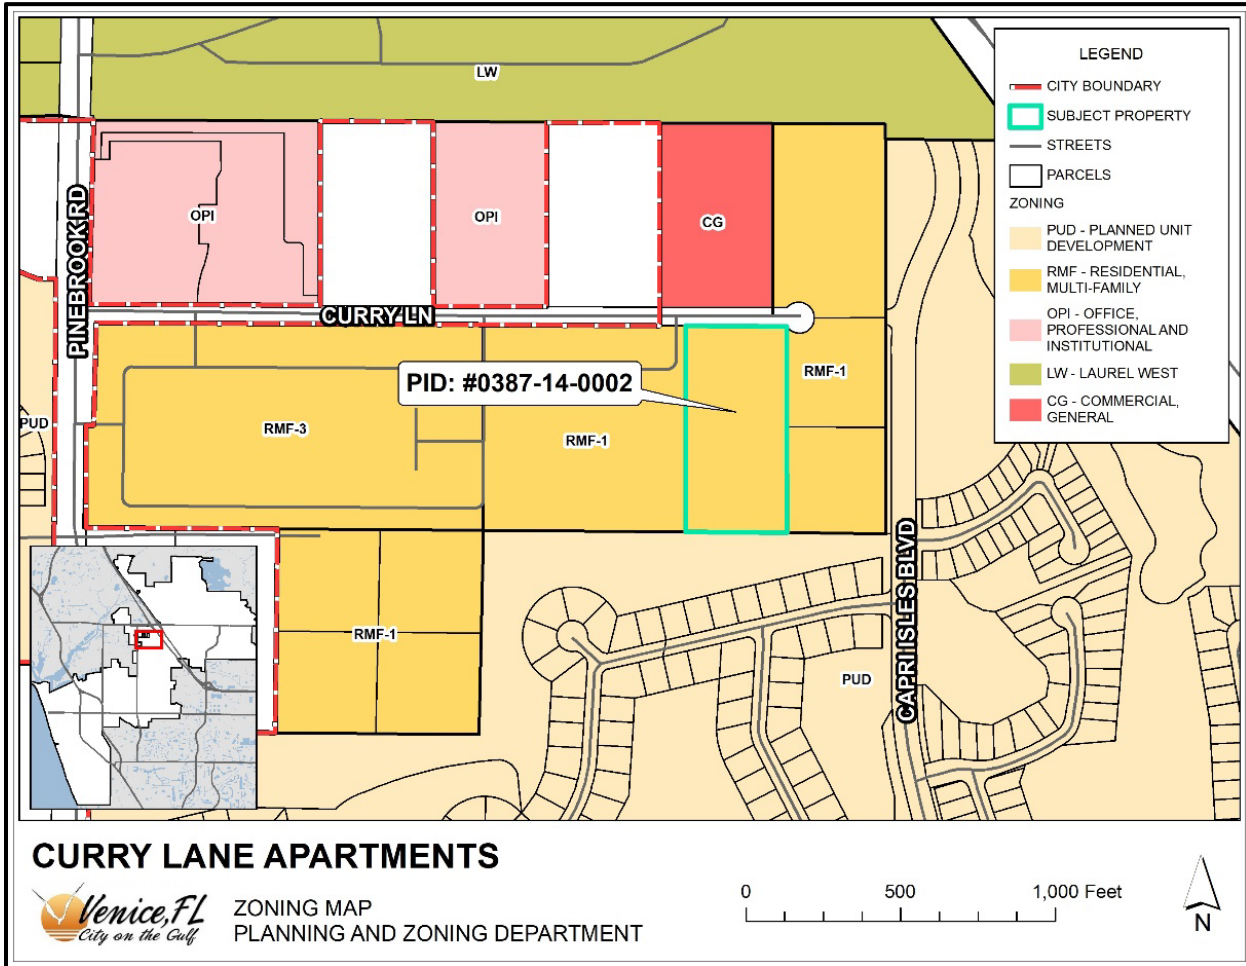 LW
LEGEND
CITY BOUNDARY
SUBJECT PROPERTY
STREETS
PARCELS
ZONING
PUD - PLANNED UNIT
DEVELOPMENT
RMF - RESIDENTIAL,
MULTI-FAMILY
OPI - OFFICE,
PROFESSIONAL AND
INSTITUTIONAL
LW - LAUREL WEST
CG - COMMERCIAL,
GENERAL
OPI
OPI
CG
PINEBROOK RD
CURRY LN
PID: #0387-14-0002
RMF-1
PUD
RMF-3
RMF-1
RMF-1
CAPRI ISLES BLVD
PUD
CURRY LANE APARTMENTS
Venice, FL
City on the Gulf
ZONING MAP
PLANNING AND ZONING DEPARTMENT
0 500 1,000 Feet
N